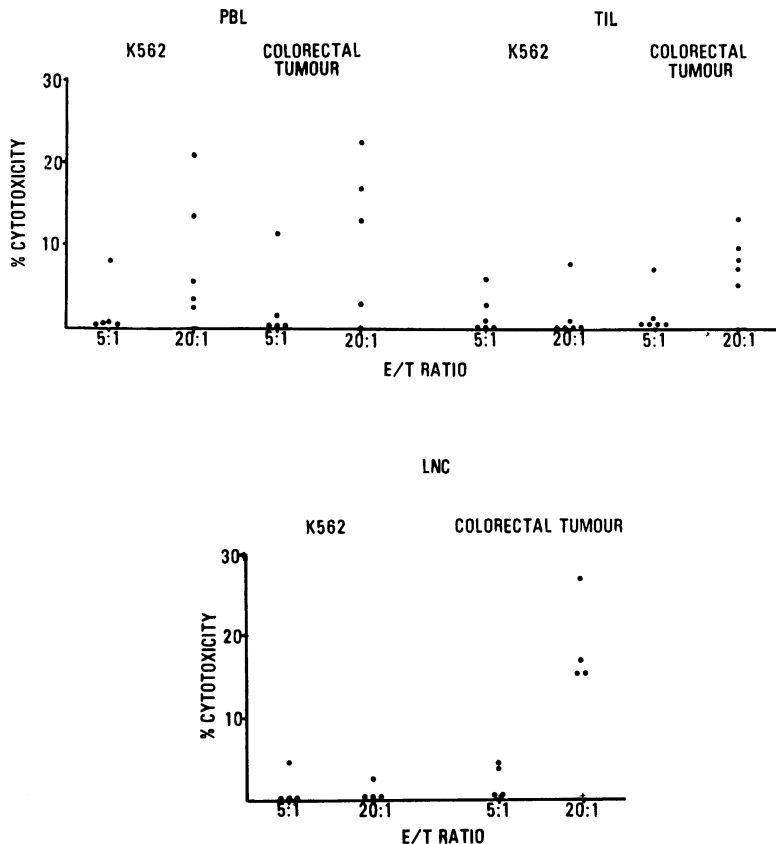 PBL TIL
K562 COLORECTAL TUMOUR K562 COLORECTAL TUMOUR
30
20
10
% CYTOTOXICITY
5:1 20:1 5:1 20:1 5:1 20:1 5:1 20:1
E/T RATIO
LNC
K562 COLORECTAL TUMOUR
30
20
10
% CYTOTOXICITY
5:1 20:1 5:1 20:1
E/T RATIO